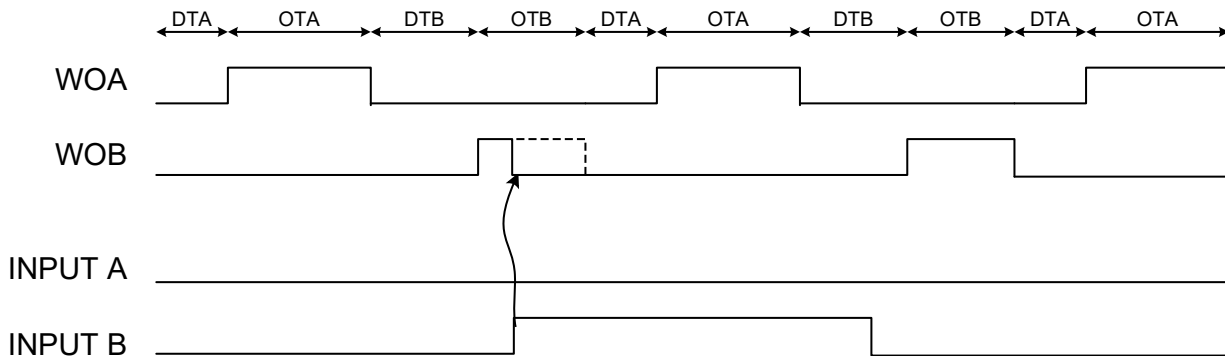 DTA OTA DTB OTB DTA OTA DTB OTB DTA OTA
WOA
WOB
INPUT A
INPUT B